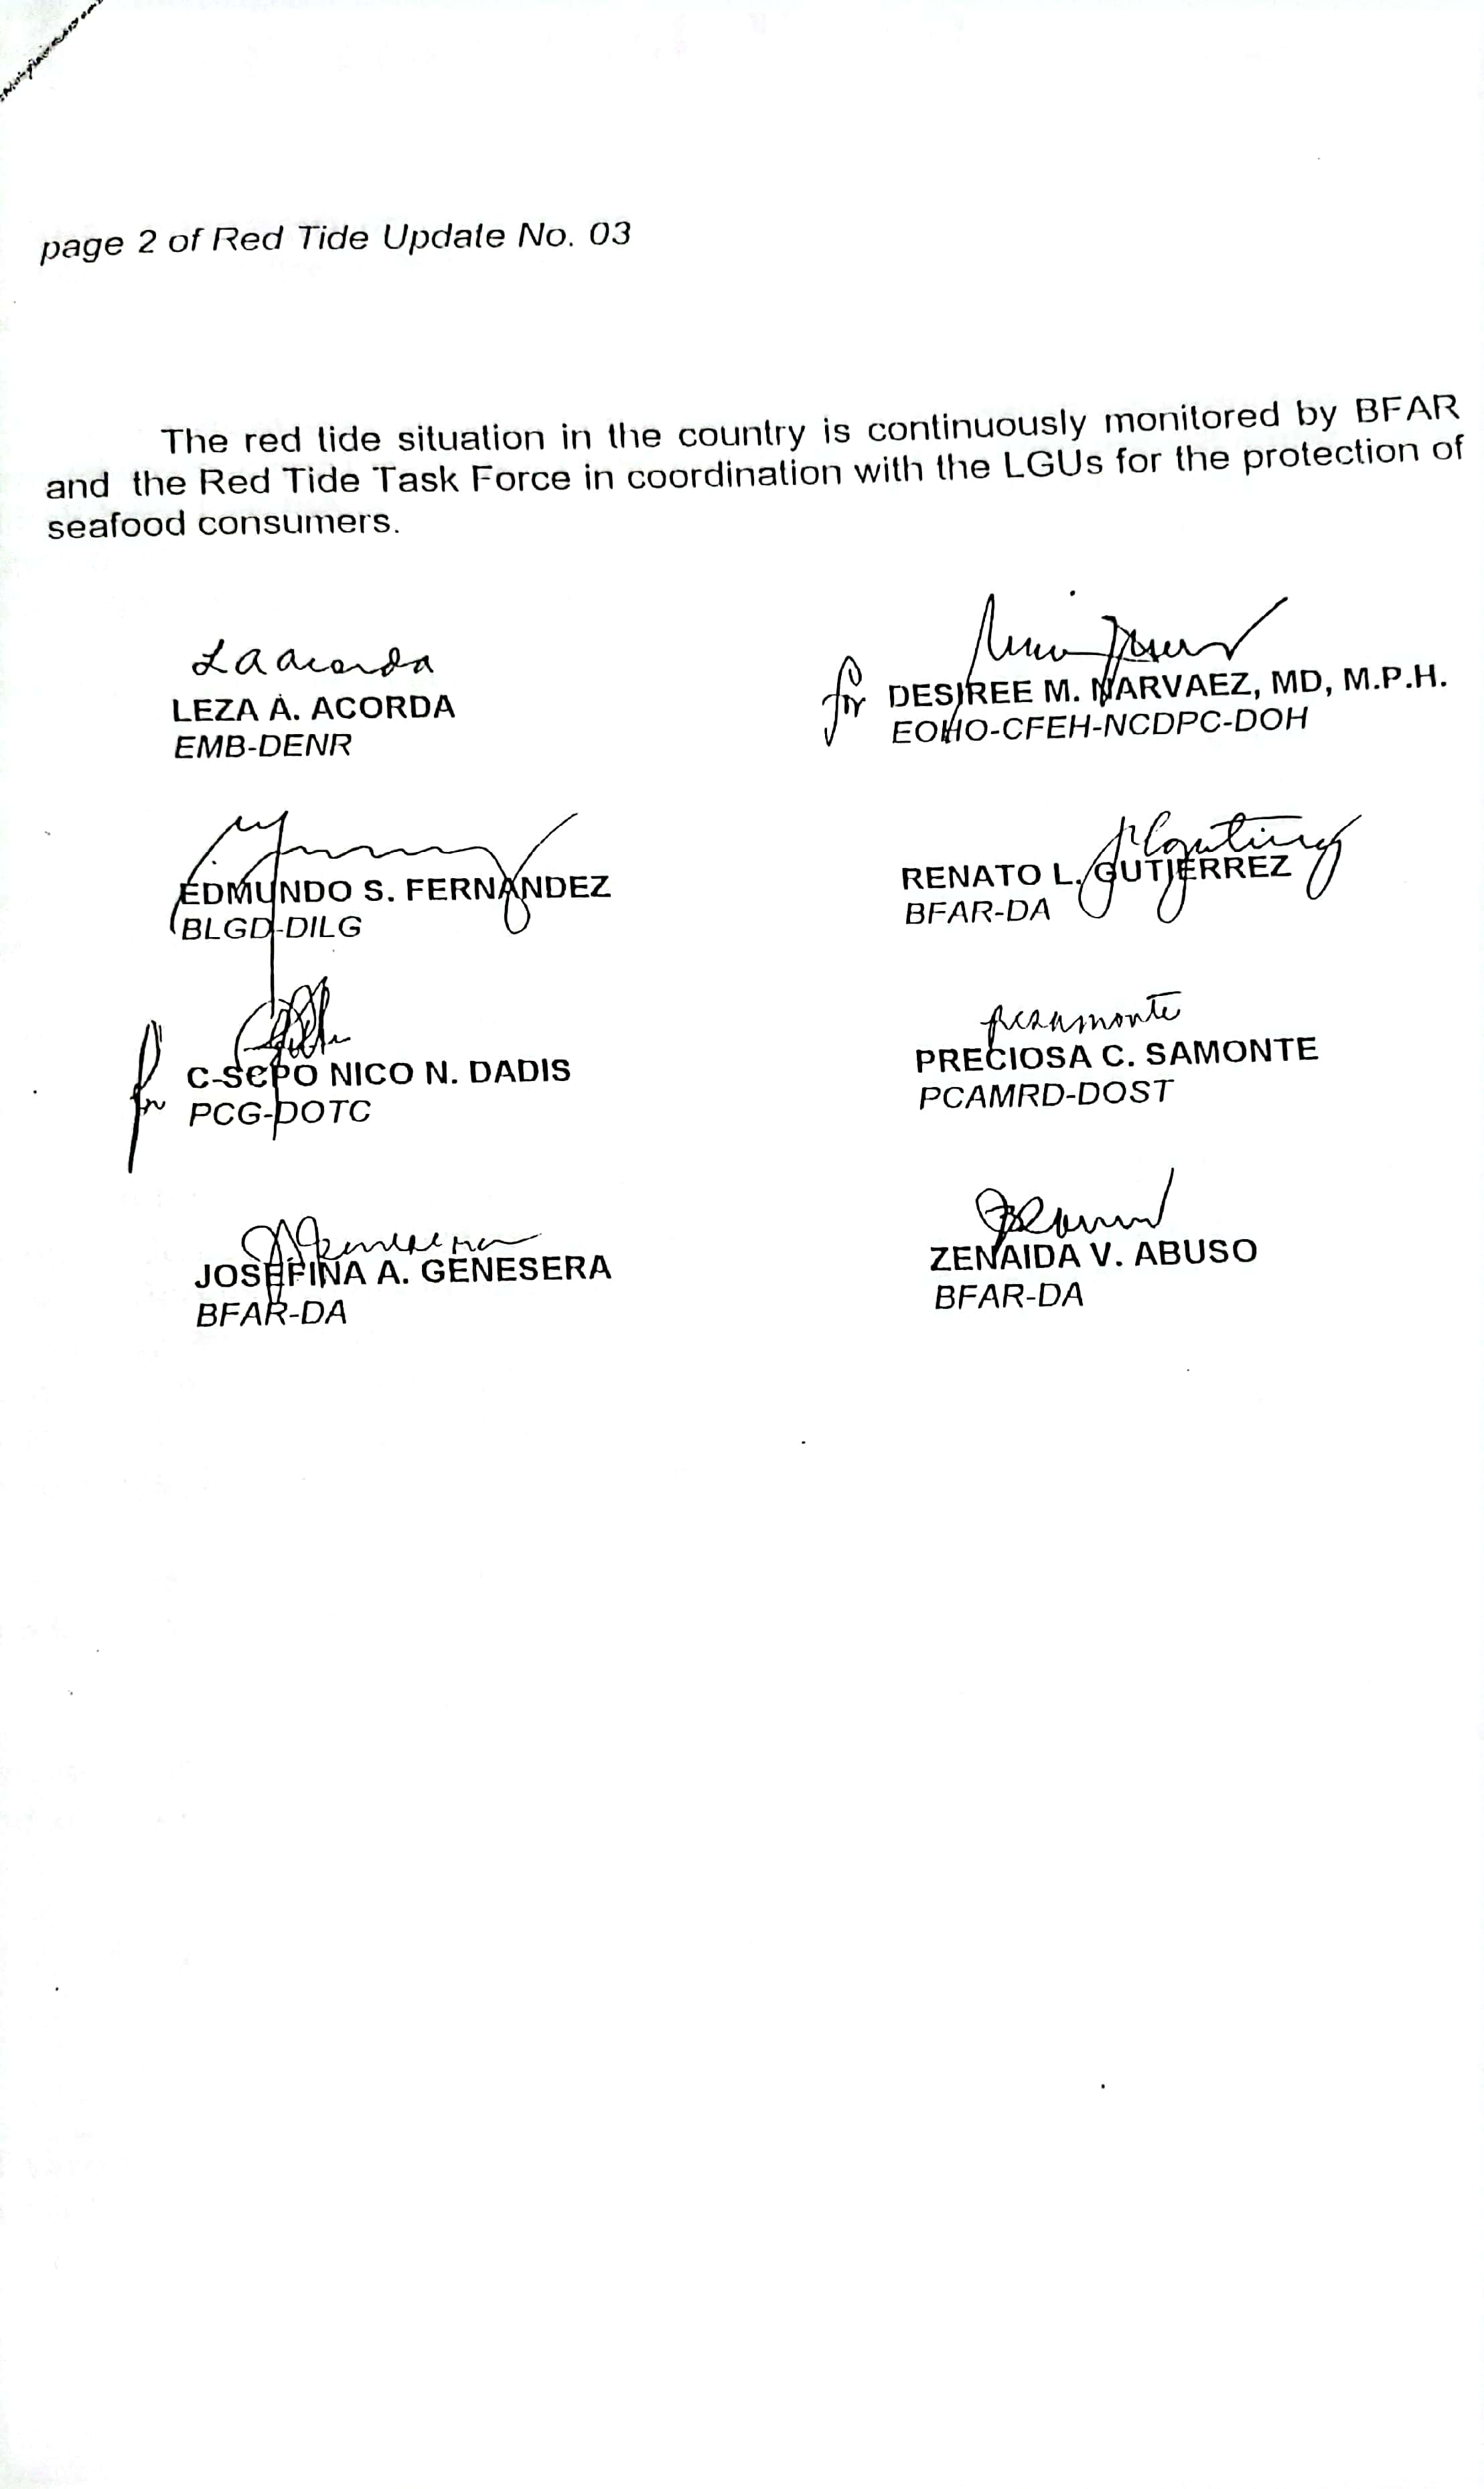 page 2 of Red Tide Update No. 03
The red tide situation in the country is continuously monitored by BFAR
and the Red Tide Task Force in coordination with the LGUs for the protection of
seafood consumers.
LEZA A. ACORDA
EMB-DENR
for DESIREE M. NARVAEZ, MD, M.P.H.
EOHO-CFEH-NCDPC-DOH
EDMUNDO S. FERNANDEZ
BLGD-DILG
RENATO L. GUTIERREZ
BFAR-DA
for C-SCPO NICO N. DADIS
PCG-DOTC
PRECIOSA C. SAMONTE
PCAMRD-DOST
JOSEFINA A. GENESERA
BFAR-DA
ZENAIDA V. ABUSO
BFAR-DA